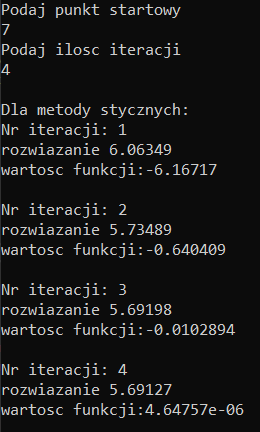 Podaj punkt startowy
7
Podaj ilosc iteracji
4
Dla metody stycznych:
Nr iteracji: 1
rozwiazanie 6.06349
wartosc funkcji:-6.16717
Nr iteracji: 2
rozwiazanie 5.73489
wartosc funkcji:-0.640409
Nr iteracji: 3
rozwiazanie 5.69198
wartosc funkcji:-0.0102894
Nr iteracji: 4
rozwiazanie 5.69127
wartosc funkcji:4.64757e-06